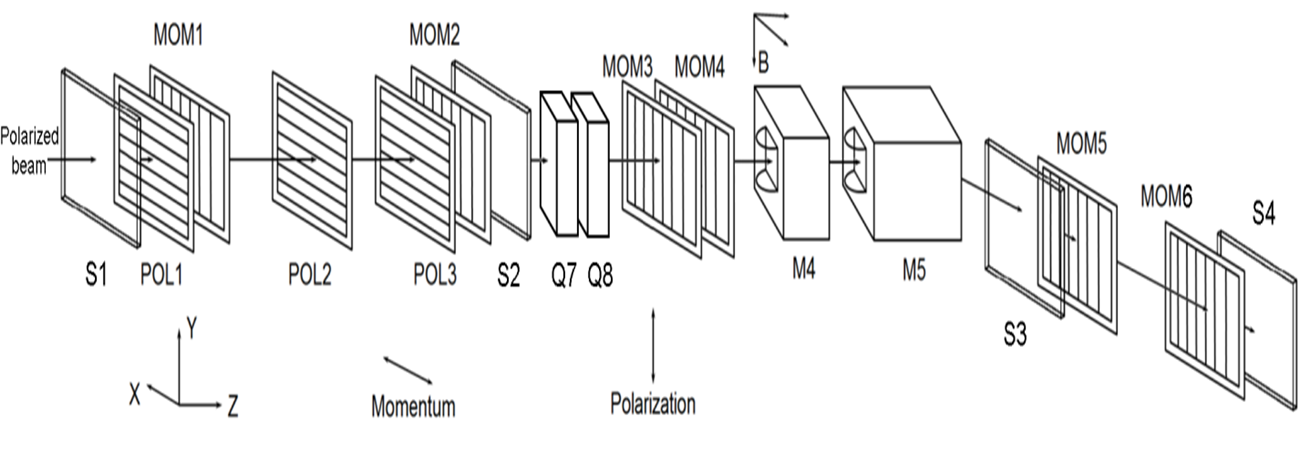 MOM1
MOM2
MOM3
MOM4
B
Polarized
beam
MOM5
MOM6
S4
S1
POL1
POL2
POL3
S2
Q7
Q8
M4
M5
S3
Y
X
Z
Momentum
Polarization